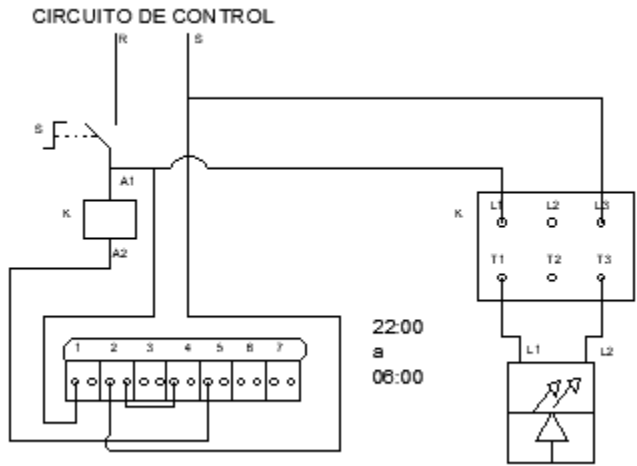 CIRCUITO DE CONTROL
R S
S
A1
K
A2
K
L1 L2 L3
T1 T2 T3
1 2 3 4 5 6 7
22:00
a
06:00
L1 L2